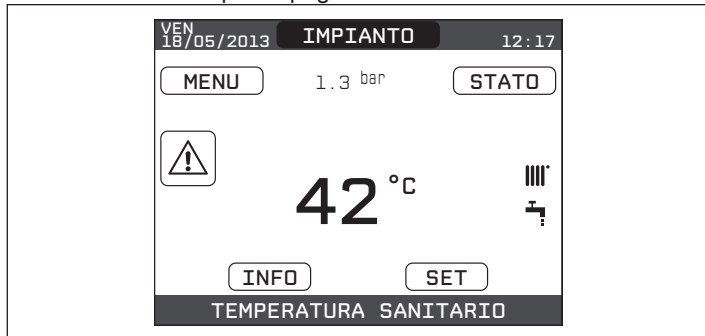 VEN
18/05/2013 IMPIANTO 12:17
MENU 1.3 bar STATO
42 °C
INFO SET
TEMPERATURA SANITARIO